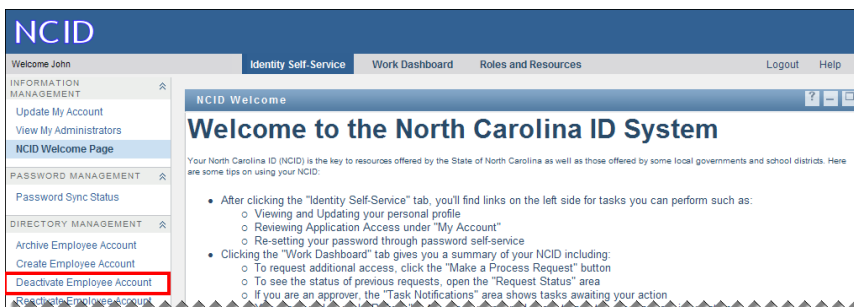 NCID
Welcome John
Identity Self-Service Work Dashboard Roles and Resources Logout Help
INFORMATION
MANAGEMENT
Update My Account
View My Administrators
NCID Welcome Page
PASSWORD MANAGEMENT
Password Sync Status
DIRECTORY MANAGEMENT
Archive Employee Account
Create Employee Account
Deactivate Employee Account
Reactivate Employee Account
NCID Welcome
Welcome to the North Carolina ID System
Your North Carolina ID (NCID) is the key to resources offered by the State of North Carolina as well as those offered by some local governments and school districts. Here
are some tips on using your NCID:
• After clicking the "Identity Self-Service" tab, you'll find links on the left side for tasks you can perform such as:
o Viewing and Updating your personal profile
o Reviewing Application Access under "My Account"
o Re-setting your password through password self-service
• Clicking the "Work Dashboard" tab gives you a summary of your NCID including:
o To request additional access, click the "Make a Process Request" button
o To see the status of previous requests, open the "Request Status" area
o If you are an approver, the "Task Notifications" area shows tasks awaiting your action